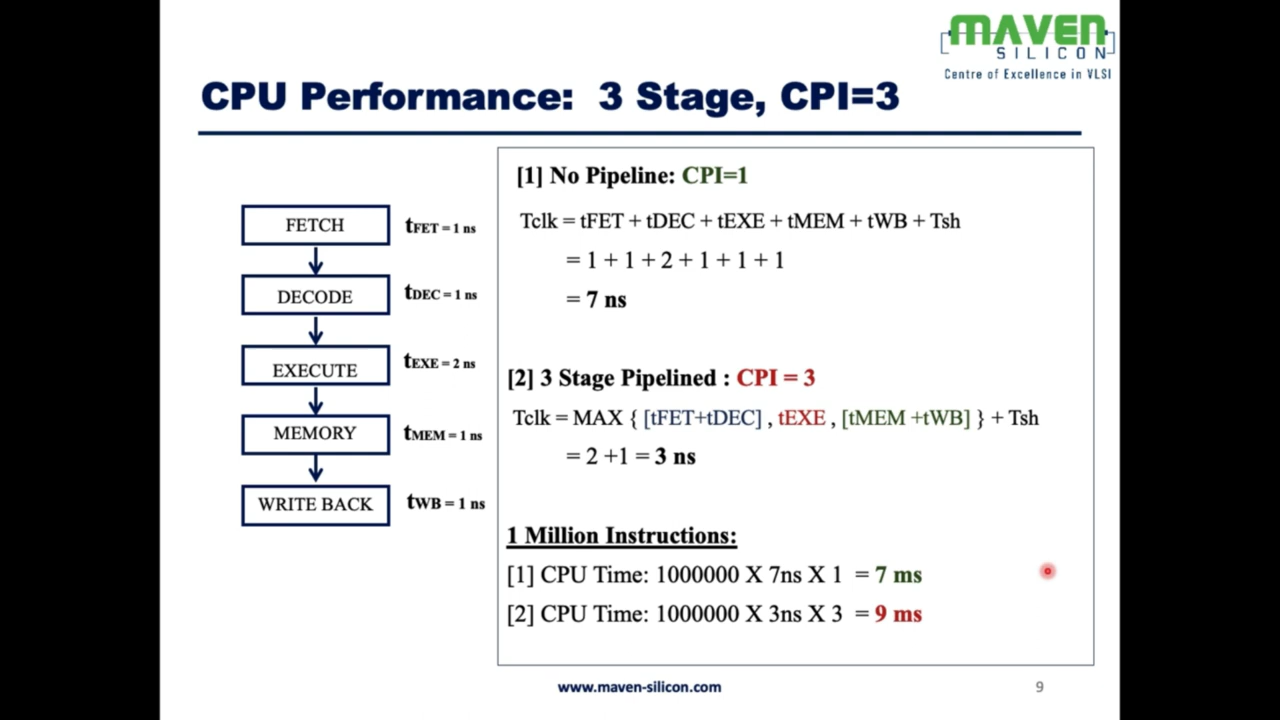 MAVEN
SILICON
Centre of Excellence in VLSI
CPU Performance: 3 Stage, CPI=3
FETCH
tFET = 1 ns
DECODE
tDEC = 1 ns
EXECUTE
tEXE = 2 ns
MEMORY
tMEM = 1 ns
WRITE BACK
tWB = 1 ns
[1] No Pipeline: CPI=1
Tclk = tFET + tDEC + tEXE + tMEM + tWB + Tsh
= 1 + 1 + 2 + 1 + 1 + 1
= 7 ns
[2] 3 Stage Pipelined : CPI = 3
Tclk = MAX { [tFET+tDEC] , tEXE , [tMEM +tWB] } + Tsh
= 2 +1 = 3 ns
1 Million Instructions:
[1] CPU Time: 1000000 X 7ns X 1 = 7 ms
[2] CPU Time: 1000000 X 3ns X 3 = 9 ms
www.maven-silicon.com
9